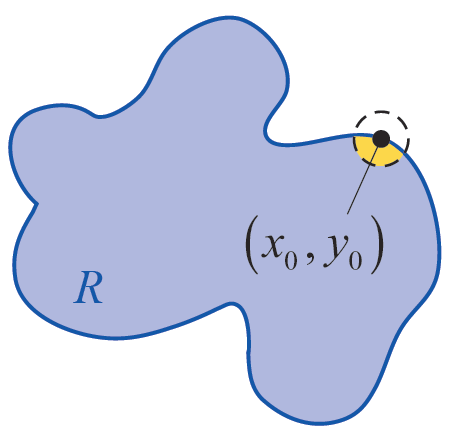 (x₀, y₀)
R